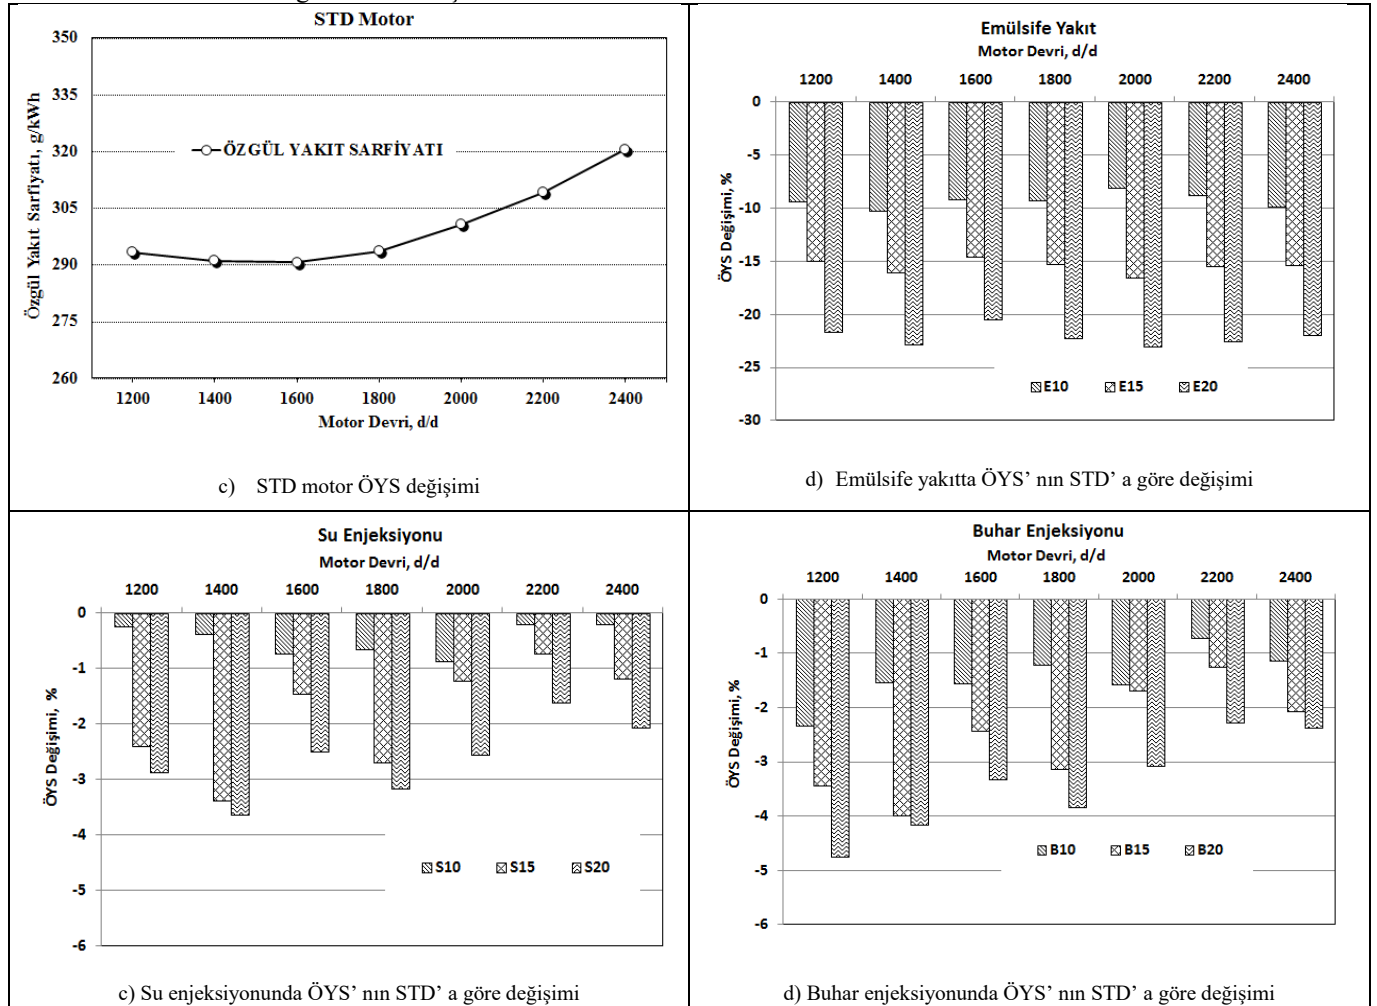 STD Motor
350
335
320
305
290
275
260
Özgül Yakıt Sarfiyatı, g/kWh
ÖZGÜL YAKIT SARFİYATI
1200 1400 1600 1800 2000 2200 2400
Motor Devri, d/d
c) STD motor ÖYS değişimi
Emülsife Yakıt
Motor Devri, d/d
1200 1400 1600 1800 2000 2200 2400
0
-5
-10
-15
-20
-25
-30
ÖYS Değişimi, %
E10 E15 E20
d) Emülsife yakıtta ÖYS’ nın STD’ a göre değişimi
Su Enjeksiyonu
Motor Devri, d/d
1200 1400 1600 1800 2000 2200 2400
0
-1
-2
-3
-4
-5
-6
ÖYS Değişimi, %
S10 S15 S20
c) Su enjeksiyonunda ÖYS’ nın STD’ a göre değişimi
Buhar Enjeksiyonu
Motor Devri, d/d
1200 1400 1600 1800 2000 2200 2400
0
-1
-2
-3
-4
-5
-6
ÖYS Değişimi, %
B10 B15 B20
d) Buhar enjeksiyonunda ÖYS’ nın STD’ a göre değişimi